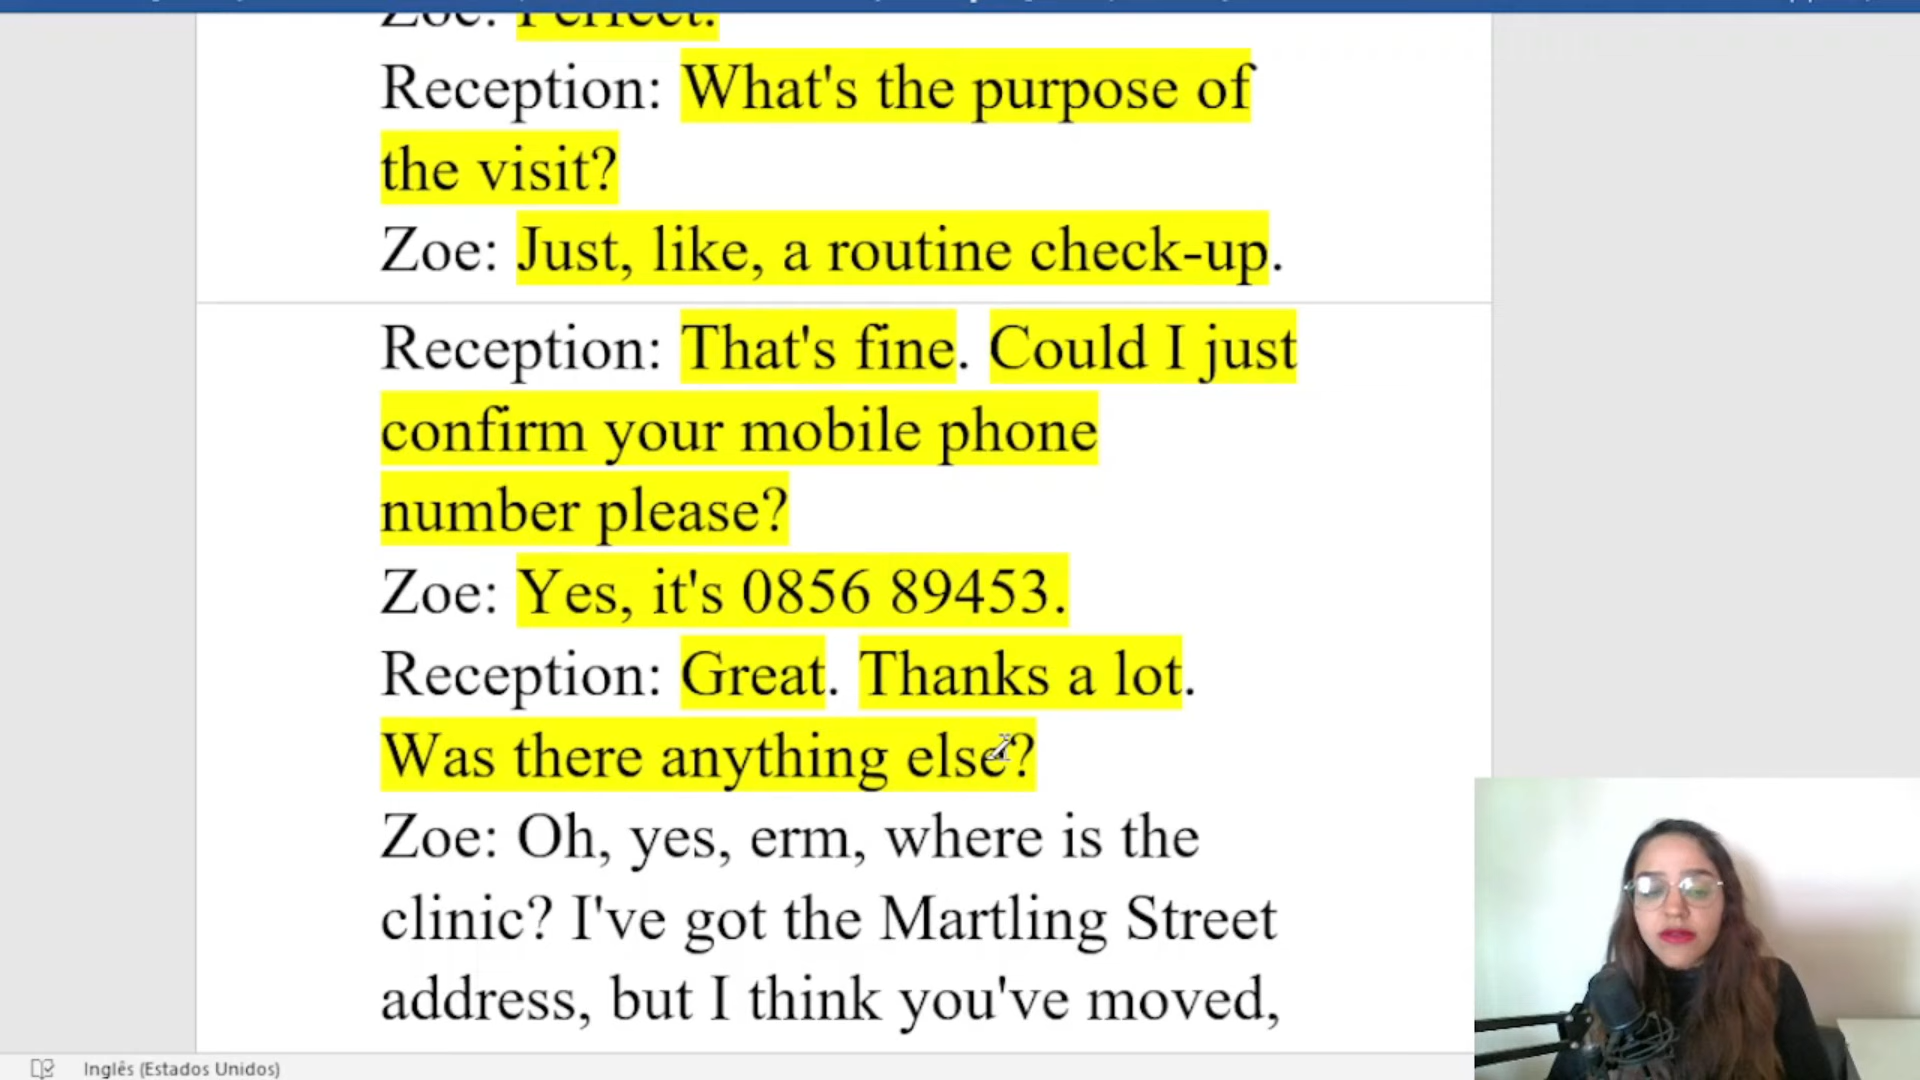 Zoe: Perfect.
Reception: What's the purpose of
the visit?
Zoe: Just, like, a routine check-up.
Reception: That's fine. Could I just
confirm your mobile phone
number please?
Zoe: Yes, it's 0856 89453.
Reception: Great. Thanks a lot.
Was there anything else?
Zoe: Oh, yes, erm, where is the
clinic? I've got the Martling Street
address, but I think you've moved,
Inglês (Estados Unidos)